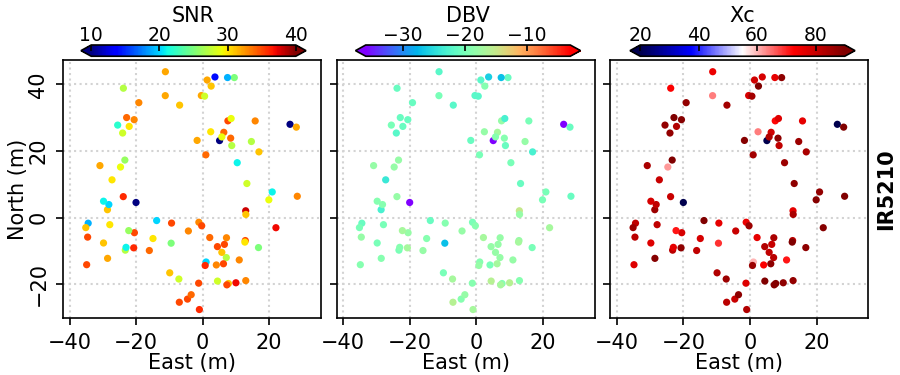 SNR DBV Xc
10 20 30 40 −30 −20 −10 20 40 60 80
40
20
0
−20
North (m)
−40 −20 0 20 −40 −20 0 20 −40 −20 0 20
East (m) East (m) East (m)
IR5210